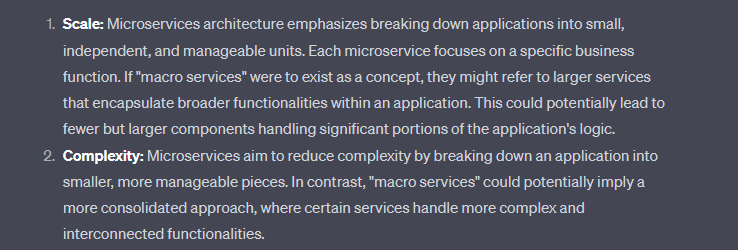 1. Scale: Microservices architecture emphasizes breaking down applications into small,
independent, and manageable units. Each microservice focuses on a specific business
function. If "macro services" were to exist as a concept, they might refer to larger services
that encapsulate broader functionalities within an application. This could potentially lead to
fewer but larger components handling significant portions of the application's logic.
2. Complexity: Microservices aim to reduce complexity by breaking down an application into
smaller, more manageable pieces. In contrast, "macro services" could potentially imply a
more consolidated approach, where certain services handle more complex and
interconnected functionalities.